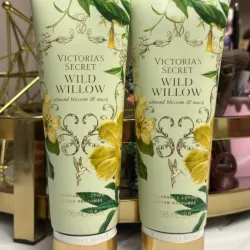 VICTORIA'S
SECRET
WILD
WILLOW
almond blossom & musk
VICTORIA'S
SECRET
WILD
WILLOW
almond blossom & musk